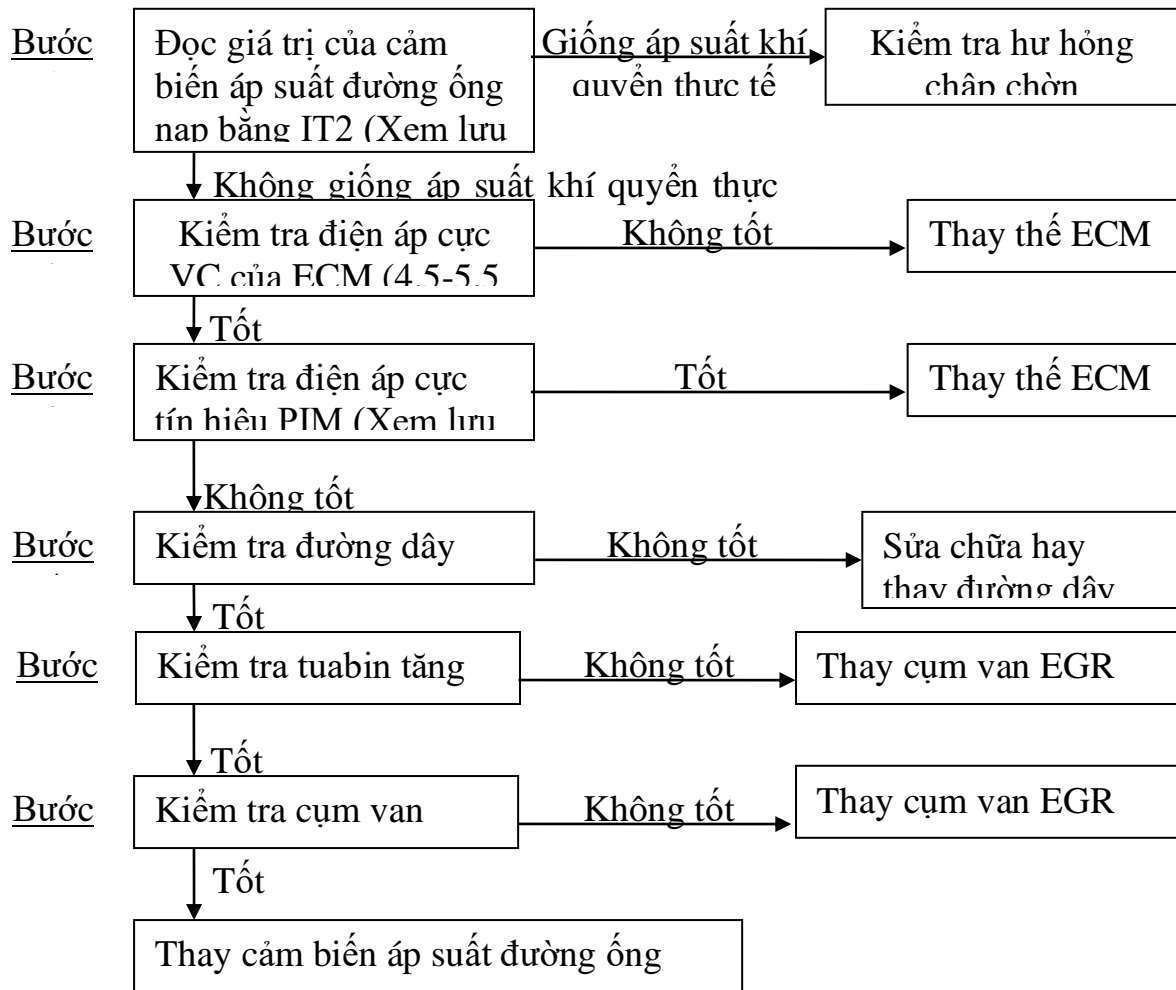 Bước
Đọc giá trị của cảm
biến áp suất đường ống
nạp bằng IT2 (Xem lưu
Giống áp suất khí
quyển thực tế
Kiểm tra hư hỏng
chập chờn
Không giống áp suất khí quyển thực
Bước
Kiểm tra điện áp cực
VC của ECM (4.5-5.5
Không tốt
Thay thế ECM
Tốt
Bước
Kiểm tra điện áp cực
tín hiệu PIM (Xem lưu
Tốt
Thay thế ECM
Không tốt
Bước
Kiểm tra đường dây
Không tốt
Sửa chữa hay
thay đường dây
Tốt
Bước
Kiểm tra tuabin tăng
Không tốt
Thay cụm van EGR
Tốt
Bước
Kiểm tra cụm van
Không tốt
Thay cụm van EGR
Tốt
Thay cảm biến áp suất đường ống